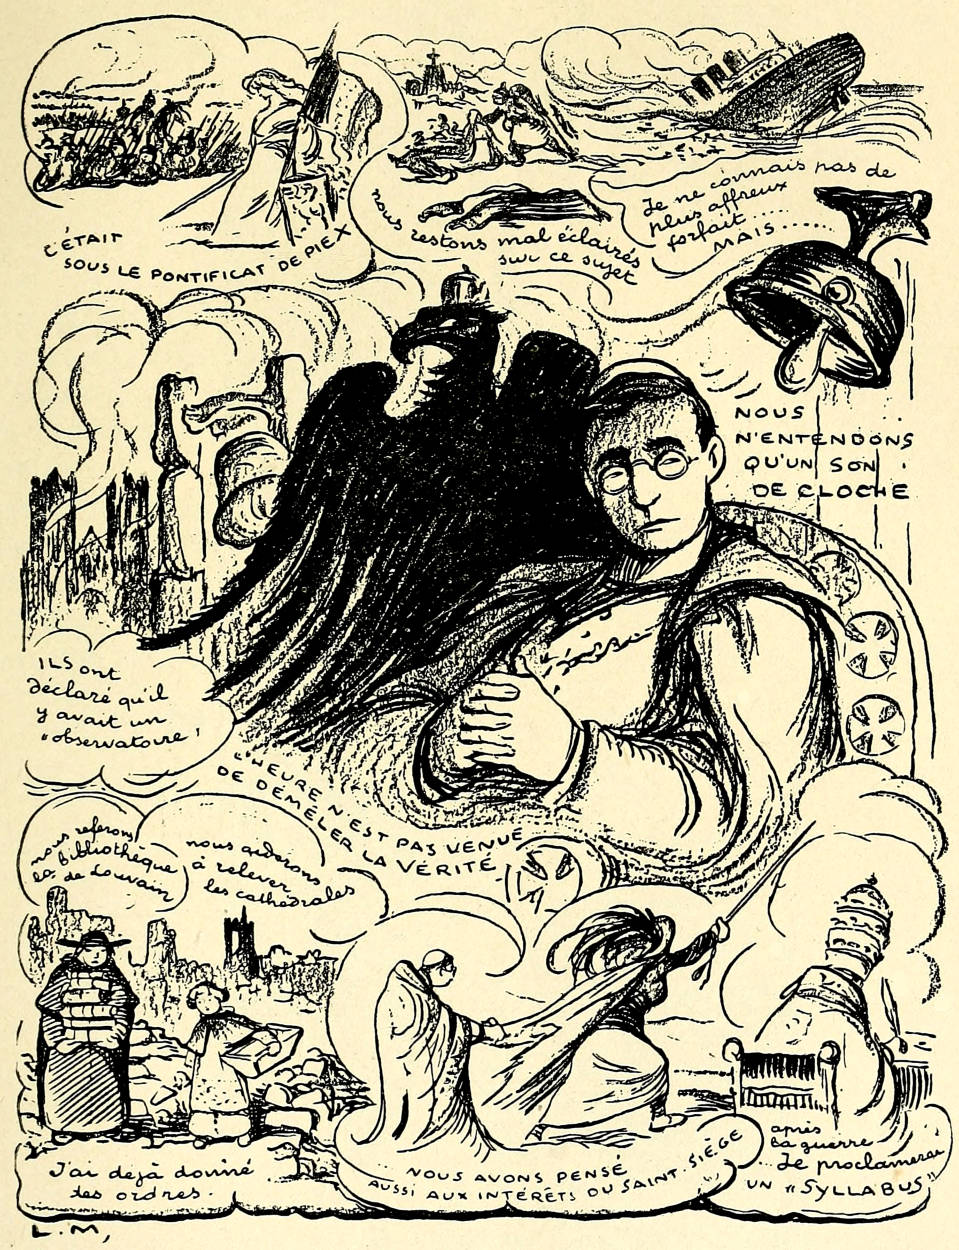 C'ÉTAIT
SOUS LE PONTIFICAT DE PIE X
nous restons mal éclairés
sur ce sujet
Je ne connais pas de
plus affreux
forfait .....
MAIS.......
NOUS
N'ENTENDONS
QU'UN SON
DE CLOCHE
ILS ont
déclaré qu'il
y avait un
"observatoire"
L'HEURE N'EST PAS VENUE
DE DÉMÊLER LA VÉRITÉ
nous referons
la bibliothèque
de Louvain
nous aiderons
à relever
les cathédrales
J'ai dejà donné
des ordres.
NOUS AVONS PENSÉ
AUSSI AUX INTÉRÊTS DU SAINT-SIÈGE
après
la guerre
... Je proclamerai
UN "SYLLABUS"
L.M,